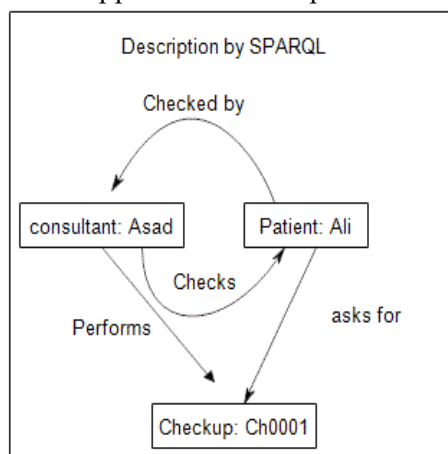 Description by SPARQL
Checked by
consultant: Asad
Patient: Ali
Checks
Performs
asks for
Checkup: Ch0001